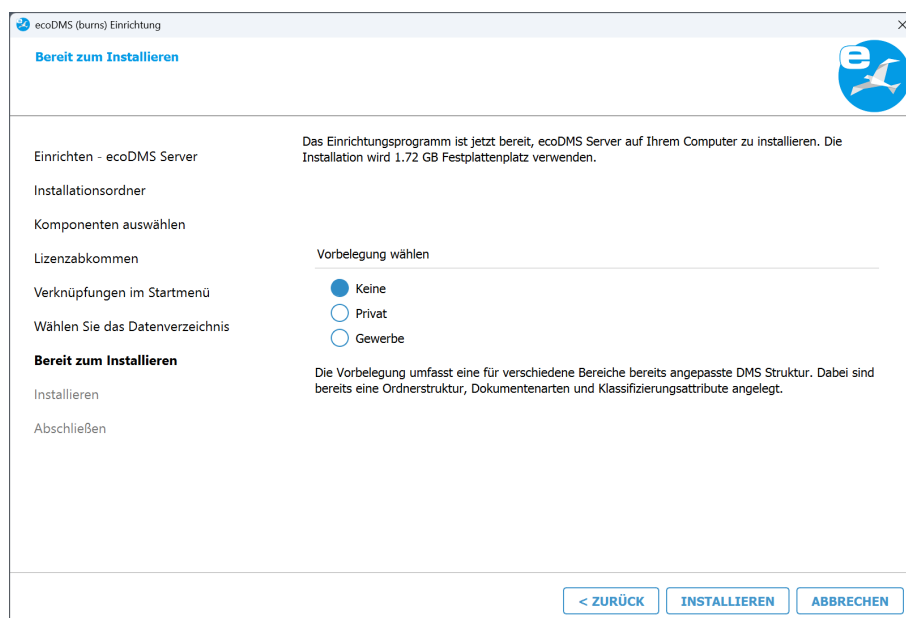 ecoDMS (burns) Einrichtung
Bereit zum Installieren
Einrichten - ecoDMS Server
Installationsordner
Komponenten auswählen
Lizenzabkommen
Verknüpfungen im Startmenü
Wählen Sie das Datenverzeichnis
Bereit zum Installieren
Installieren
Abschließen
Das Einrichtungsprogramm ist jetzt bereit, ecoDMS Server auf Ihrem Computer zu installieren. Die
Installation wird 1.72 GB Festplattenplatz verwenden.
Vorbelegung wählen
Keine
Privat
Gewerbe
Die Vorbelegung umfasst eine für verschiedene Bereiche bereits angepasste DMS Struktur. Dabei sind
bereits eine Ordnerstruktur, Dokumentenarten und Klassifizierungsattribute angelegt.
< ZURÜCK
INSTALLIEREN
ABBRECHEN